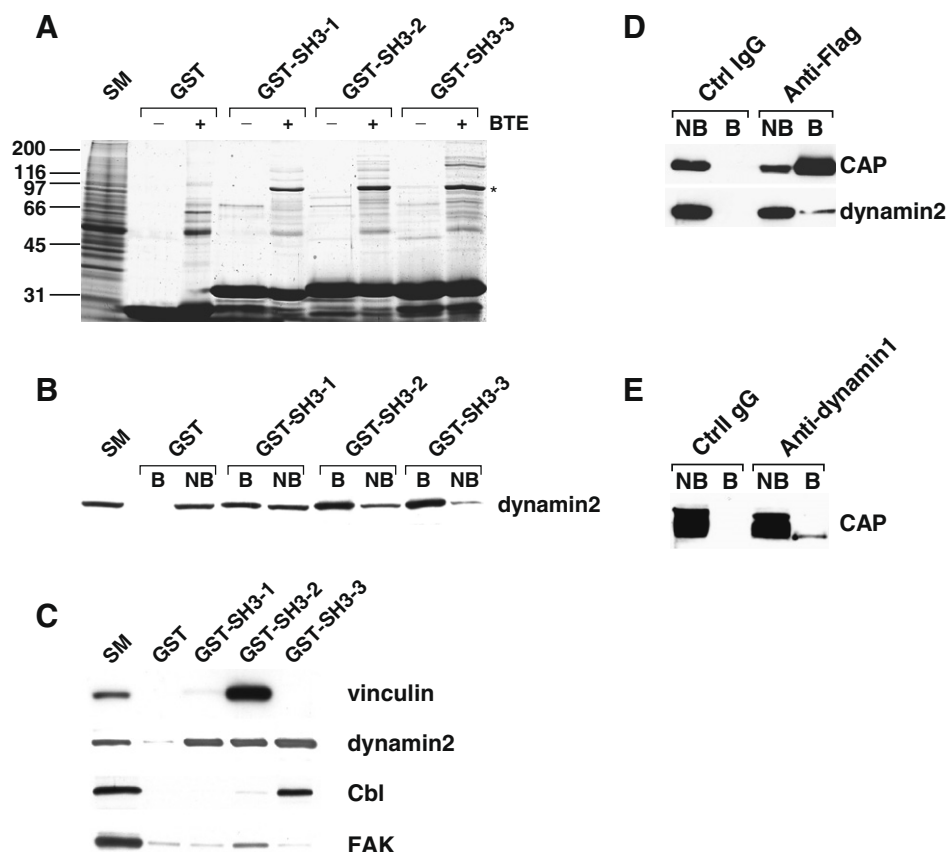 A
SM
GST
GST-SH3-1
GST-SH3-2
GST-SH3-3
– + – + – + – + BTE
200
116
97
*
66
45
31
B
SM
GST
GST-SH3-1
GST-SH3-2
GST-SH3-3
B NB B NB B NB B NB
dynamin2
C
SM
GST
GST-SH3-1
GST-SH3-2
GST-SH3-3
vinculin
dynamin2
Cbl
FAK
D
Ctrl IgG
Anti-Flag
NB B NB B
CAP
dynamin2
E
CtrlI gG
Anti-dynamin1
NB B NB B
CAP